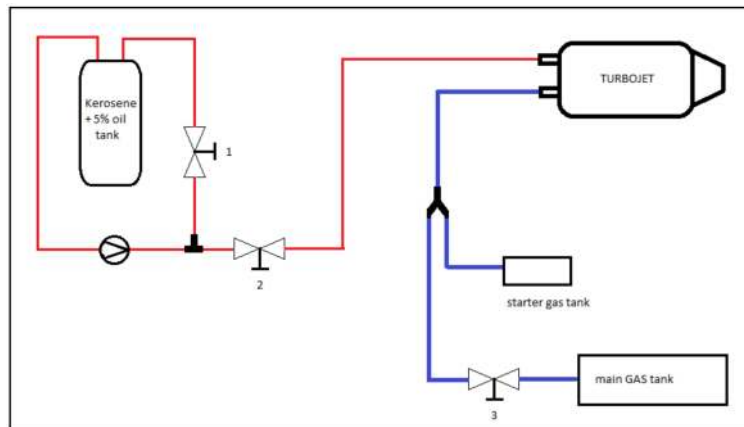 Kerosene
+ 5% oil
tank
1
2
TURBOJET
starter gas tank
main GAS tank
3